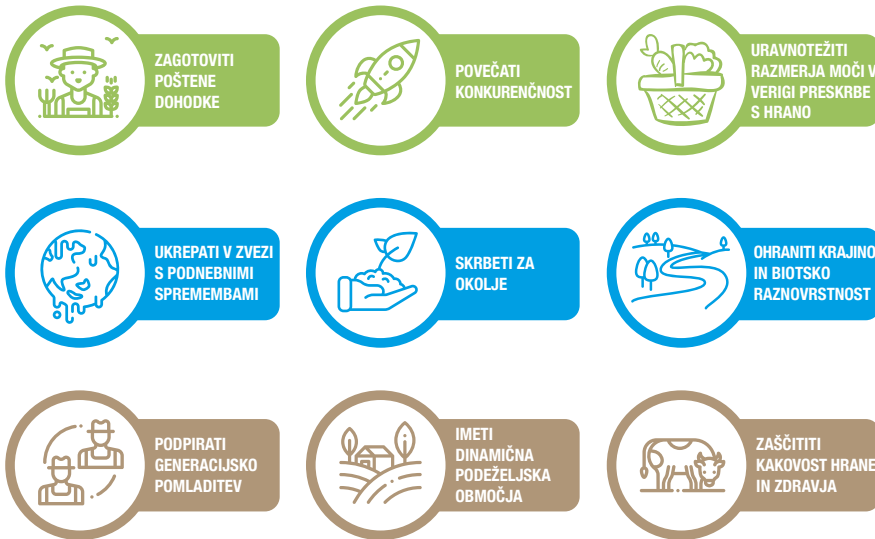 ZAGOTOVITI
POŠTENE
DOHODKE
POVEČATI
KONKURENČNOST
URAVNOTEŽITI
RAZMERJA MOČI V
VERIGI PRESKRBE
S HRANO
UKREPATI V ZVEZI
S PODNEBNIMI
SPREMEMBAMI
SKRBETI ZA
OKOLJE
OHRANITI KRAJINO
IN BIOTSKO
RAZNOVRSTNOST
PODPIRATI
GENERACIJSKO
POMLADITEV
IMETI
DINAMIČNA
PODEŽELJSKA
OBMOČJA
ZAŠČITITI
KAKOVOST HRANE
IN ZDRAVJA